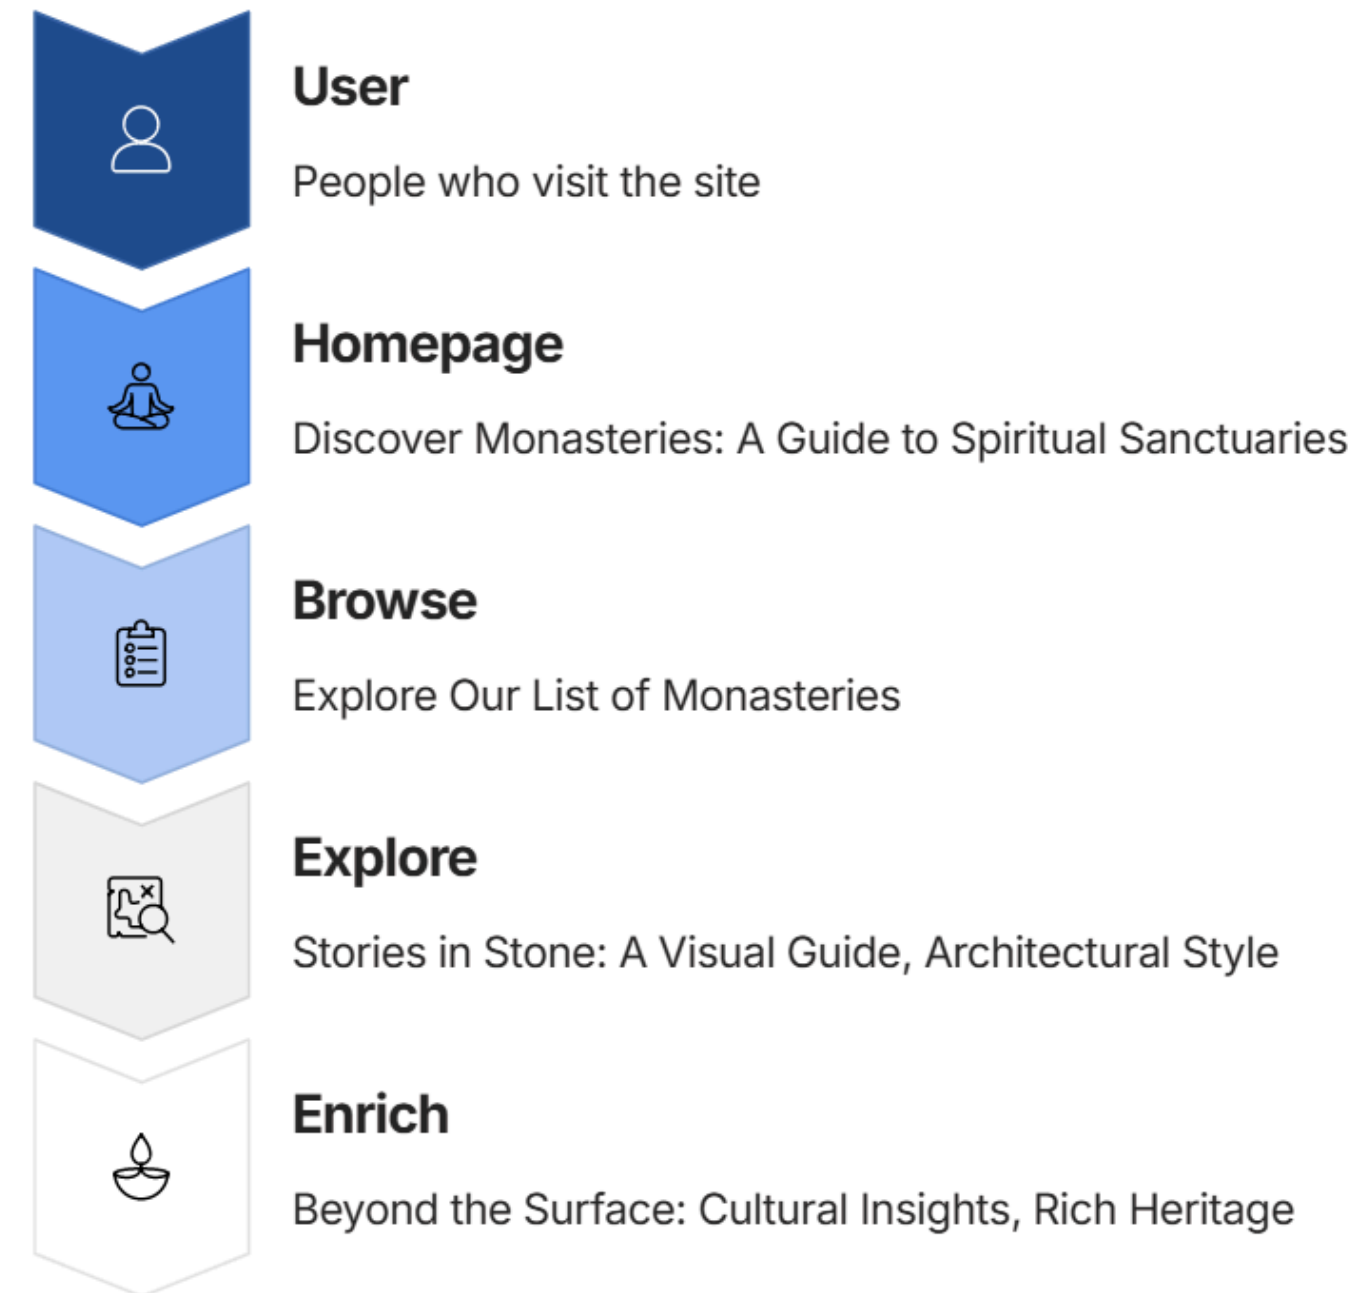 User
People who visit the site
Homepage
Discover Monasteries: A Guide to Spiritual Sanctuaries
Browse
Explore Our List of Monasteries
Explore
Stories in Stone: A Visual Guide, Architectural Style
Enrich
Beyond the Surface: Cultural Insights, Rich Heritage